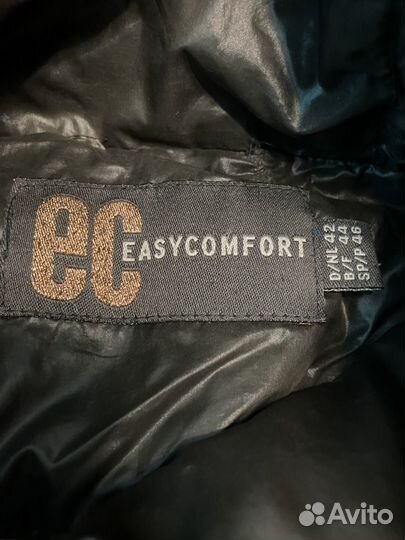 ec EASYCOMFORT
D/NL 42
B/F 44
SP/P 46
Avito